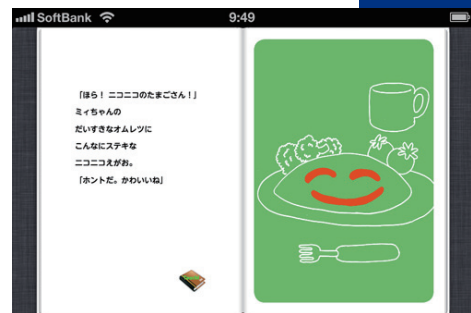 SoftBank 9:49
「ほら！ ニコニコのたまごさん！」
ミィちゃんの
だいすきなオムレツに
こんなにステキな
ニコニコえがお。
「ホントだ。かわいいね」